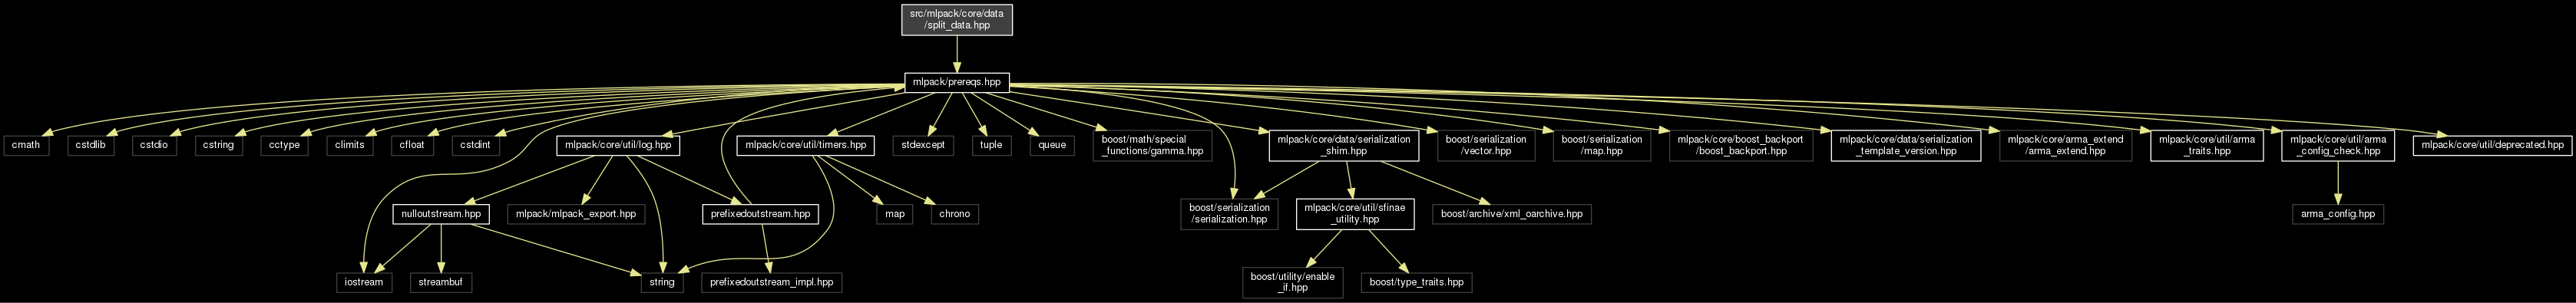 src/mlpack/core/data
/split_data.hpp
mlpack/prereqs.hpp
cmath
cstdlib
cstdio
cstring
cctype
climits
cfloat
cstdint
mlpack/core/util/log.hpp
mlpack/core/util/timers.hpp
stdexcept
tuple
queue
boost/math/special
_functions/gamma.hpp
mlpack/core/data/serialization
_shim.hpp
boost/serialization
/vector.hpp
boost/serialization
/map.hpp
mlpack/core/boost_backport
/boost_backport.hpp
mlpack/core/data/serialization
_template_version.hpp
mlpack/core/arma_extend
/arma_extend.hpp
mlpack/core/util/arma
_traits.hpp
mlpack/core/util/arma
_config_check.hpp
mlpack/core/util/deprecated.hpp
nulloutstream.hpp
mlpack/mlpack_export.hpp
prefixedoutstream.hpp
map
chrono
boost/serialization
/serialization.hpp
mlpack/core/util/sfinae
_utility.hpp
boost/archive/xml_oarchive.hpp
arma_config.hpp
iostream
streambuf
string
prefixedoutstream_impl.hpp
boost/utility/enable
_if.hpp
boost/type_traits.hpp